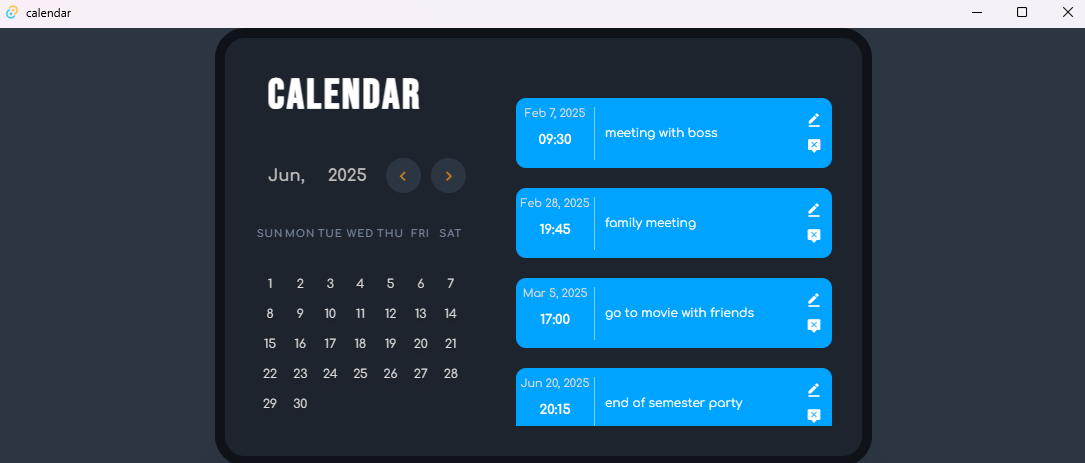 calendar
CALENDAR
Jun, 2025
SUN MON TUE WED THU FRI SAT
1 2 3 4 5 6 7
8 9 10 11 12 13 14
15 16 17 18 19 20 21
22 23 24 25 26 27 28
29 30
Feb 7, 2025
09:30
meeting with boss
Feb 28, 2025
19:45
family meeting
Mar 5, 2025
17:00
go to movie with friends
Jun 20, 2025
20:15
end of semester party